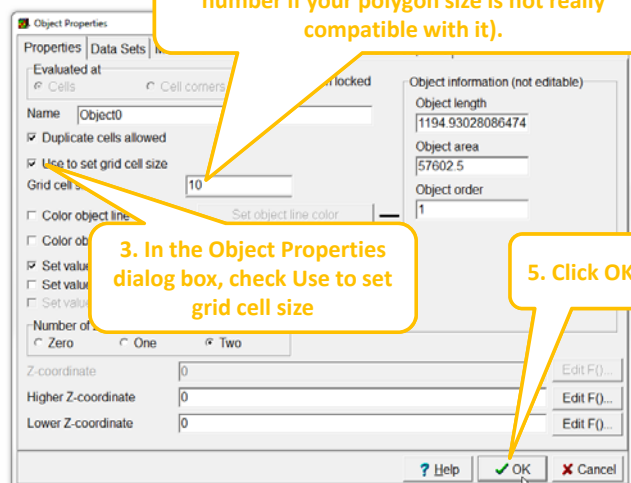 number if your polygon size is not really
compatible with it).
Object Properties
Properties Data Sets
Evaluated at
Cells Cell corners locked
Name Object0
Duplicate cells allowed
Use to set grid cell size
Grid cell 10
Color object line Set object line color
Color
Set
Set
Set
Number of
Zero One Two
Z-coordinate 0 Edit F()...
Higher Z-coordinate 0 Edit F()...
Lower Z-coordinate 0 Edit F()...
Object information (not editable)
Object length
1194.93028086474
Object area
57602.5
Object order
1
3. In the Object Properties
dialog box, check Use to set
grid cell size
5. Click OK
? Help OK Cancel